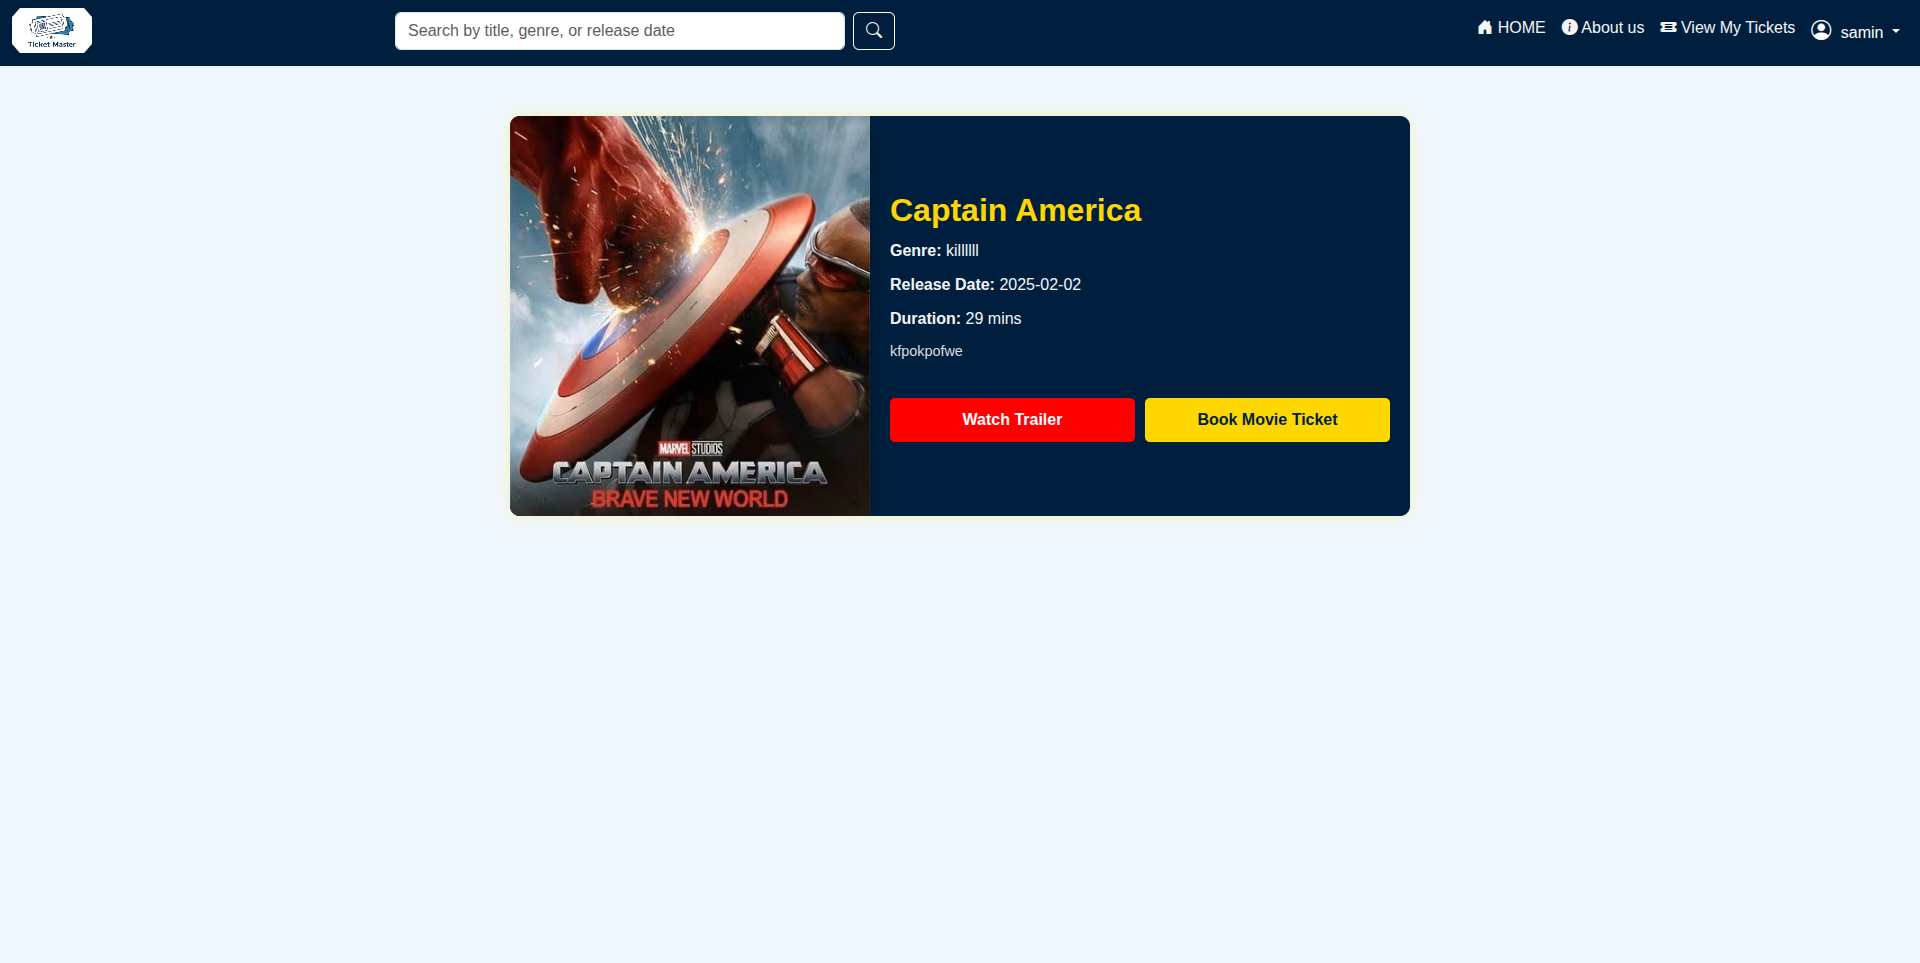 Ticket Master
Search by title, genre, or release date
HOME
About us
View My Tickets
samin
MARVEL STUDIOS
CAPTAIN AMERICA
BRAVE NEW WORLD
Captain America
Genre: killlllll
Release Date: 2025-02-02
Duration: 29 mins
kfpokpofwe
Watch Trailer
Book Movie Ticket